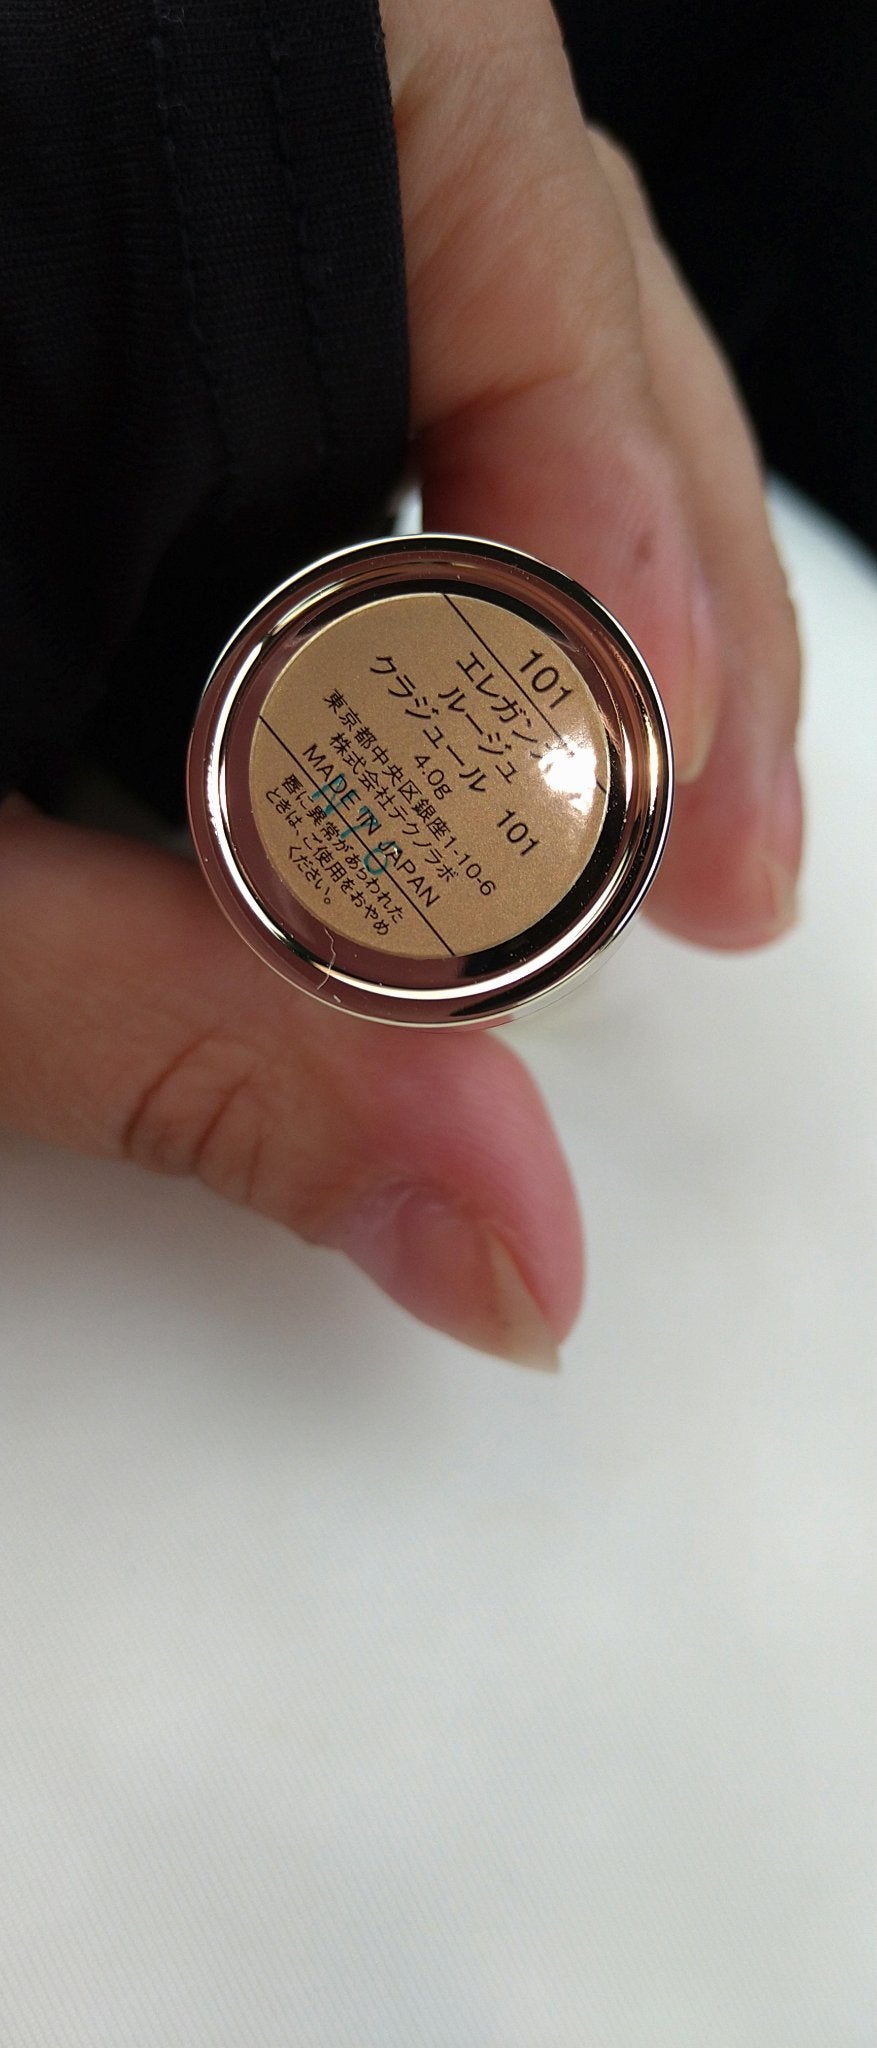 101
エレガンス
ルージュ
クラジュール 101
4.0g
東京都中央区銀座1-10-6
株式会社テクノラボ
MADE IN JAPAN
唇に異常があらわれた
ときは、ご使用をおやめ
ください。